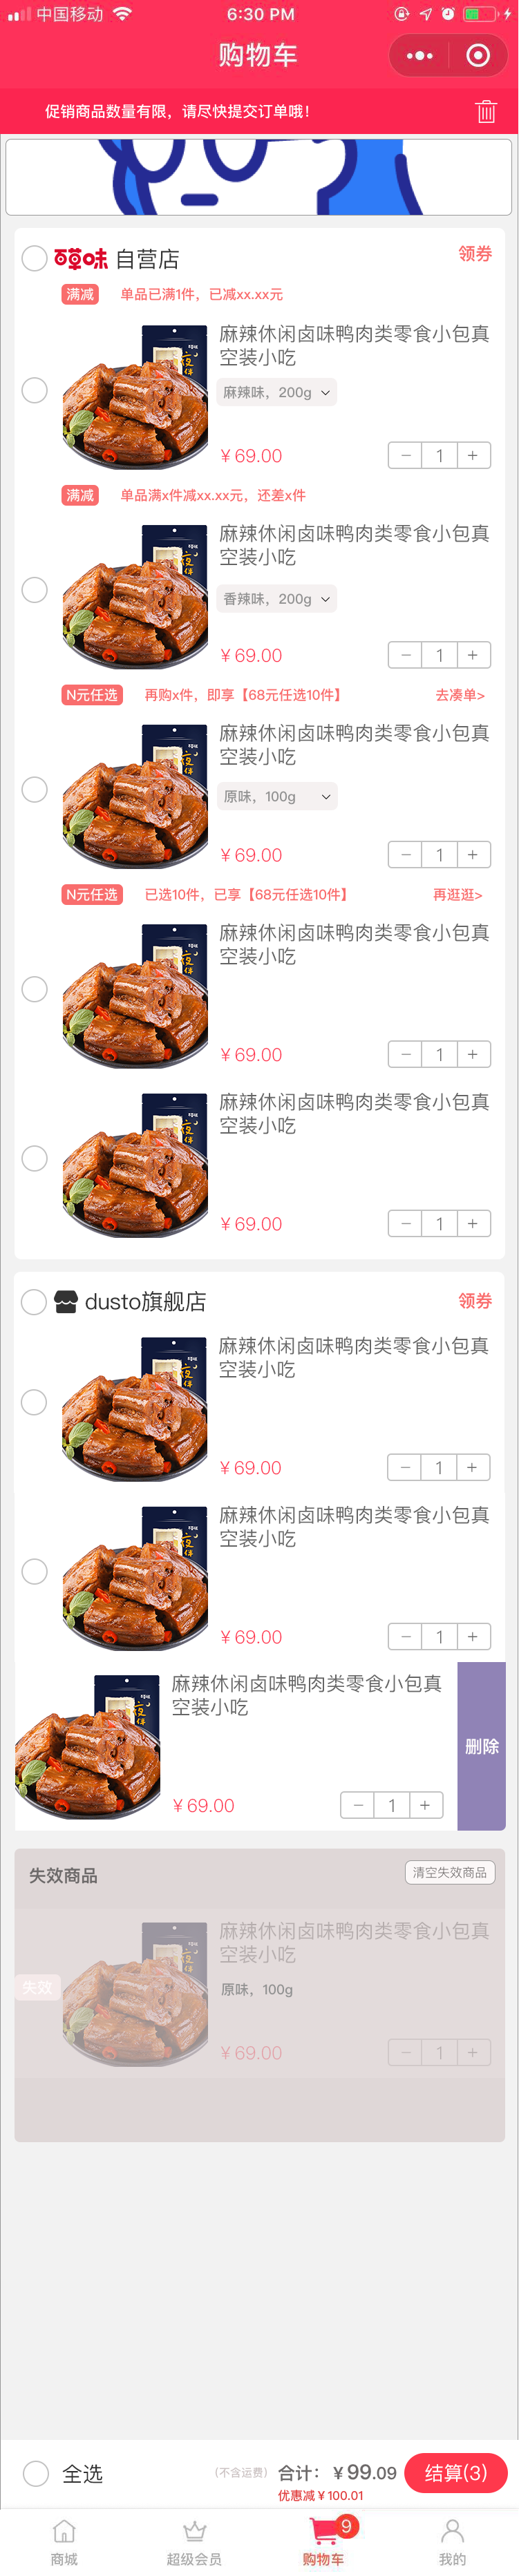 中国移动
6:30 PM
购物车
促销商品数量有限，请尽快提交订单哦！
百草味 自营店
领券
满减 单品已满1件，已减xx.xx元
麻辣休闲卤味鸭肉类零食小包真
空装小吃
麻辣味，200g
¥69.00
− 1 +
满减 单品满x件减xx.xx元，还差x件
麻辣休闲卤味鸭肉类零食小包真
空装小吃
香辣味，200g
¥69.00
− 1 +
N元任选 再购x件，即享【68元任选10件】 去凑单>
麻辣休闲卤味鸭肉类零食小包真
空装小吃
原味，100g
¥69.00
− 1 +
N元任选 已选10件，已享【68元任选10件】 再逛逛>
麻辣休闲卤味鸭肉类零食小包真
空装小吃
¥69.00
− 1 +
麻辣休闲卤味鸭肉类零食小包真
空装小吃
¥69.00
− 1 +
dusto旗舰店
领券
麻辣休闲卤味鸭肉类零食小包真
空装小吃
¥69.00
− 1 +
麻辣休闲卤味鸭肉类零食小包真
空装小吃
¥69.00
− 1 +
麻辣休闲卤味鸭肉类零食小包真
空装小吃
删除
¥69.00
− 1 +
失效商品
清空失效商品
麻辣休闲卤味鸭肉类零食小包真
空装小吃
失效
原味，100g
¥69.00
− 1 +
全选 （不含运费） 合计：¥99.09 结算(3)
优惠减¥100.01
9
商城 超级会员 购物车 我的